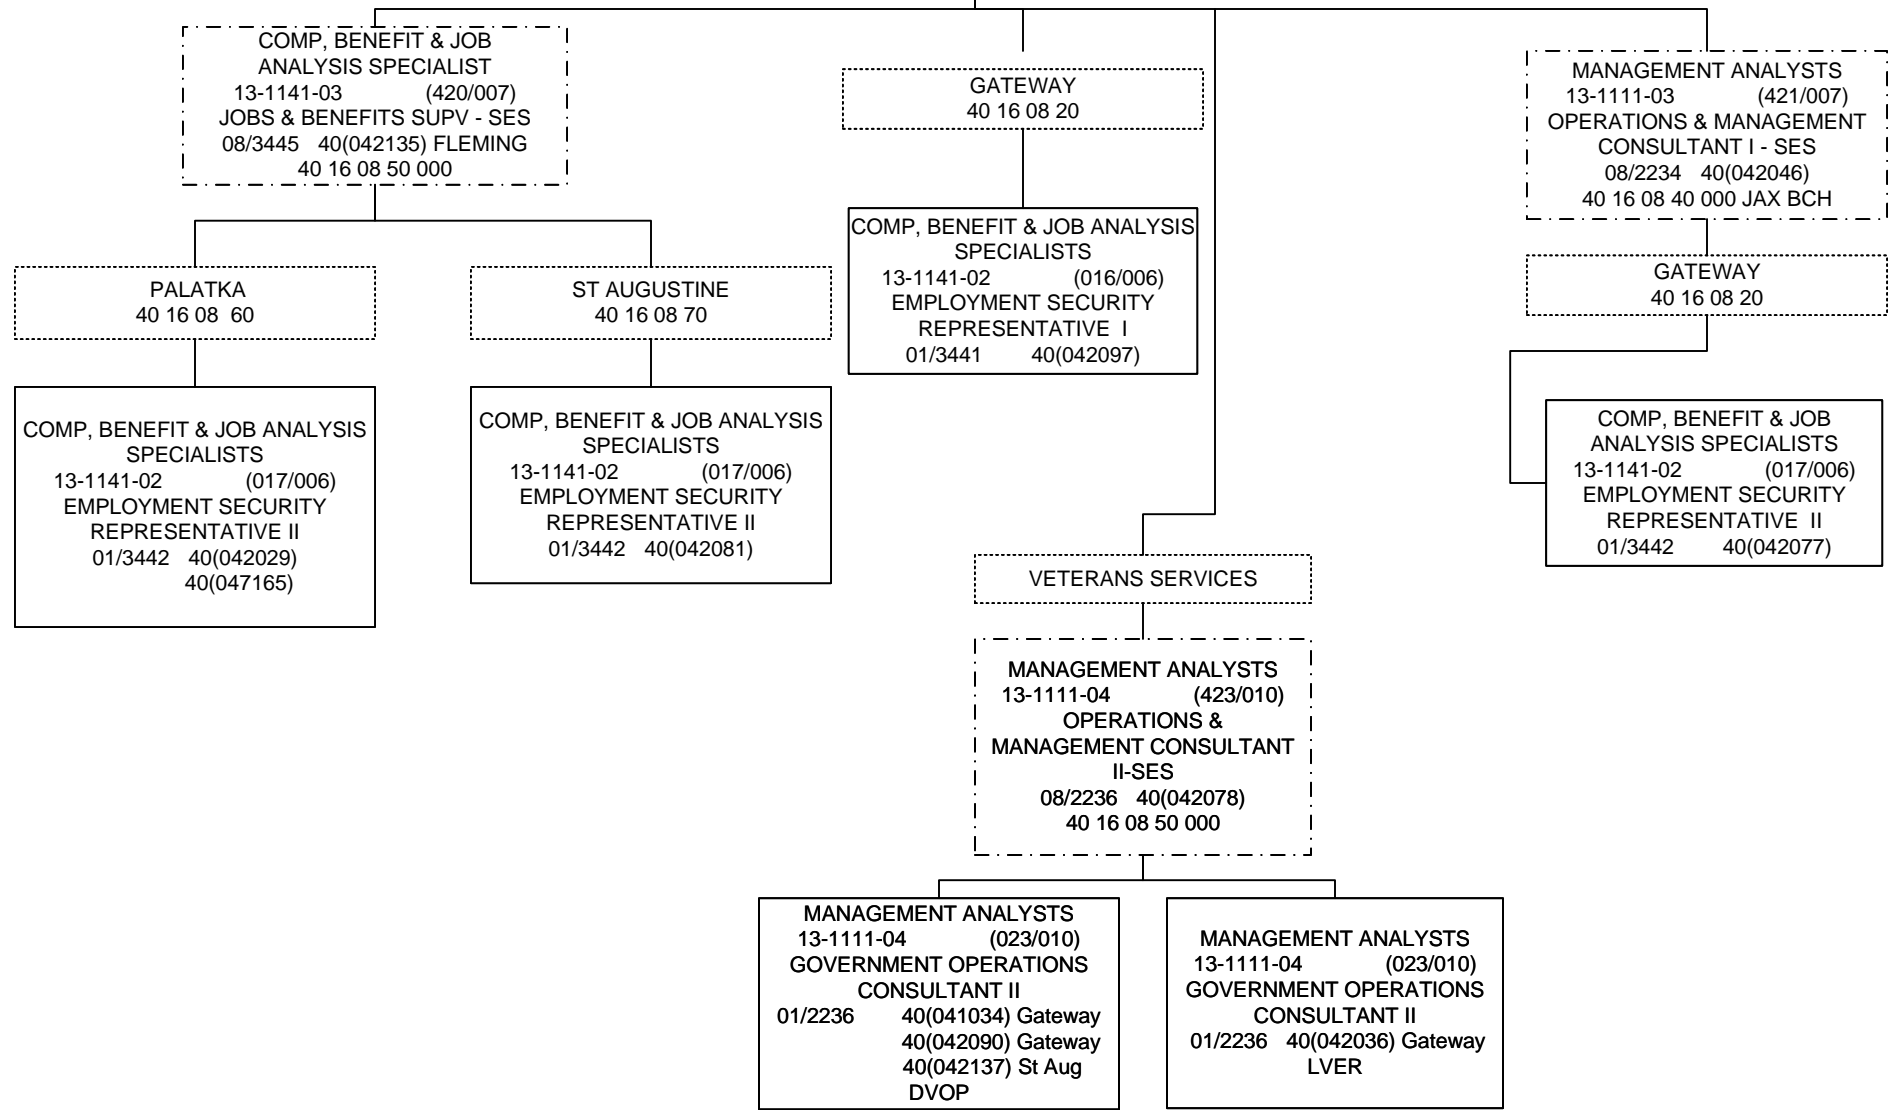 COMP, BENEFIT & JOB
ANALYSIS SPECIALIST
13-1141-03 (420/007)
JOBS & BENEFITS SUPV - SES
08/3445 40(042135) FLEMING
40 16 08 50 000
GATEWAY
40 16 08 20
MANAGEMENT ANALYSTS
13-1111-03 (421/007)
OPERATIONS & MANAGEMENT
CONSULTANT I - SES
08/2234 40(042046)
40 16 08 40 000 JAX BCH
PALATKA
40 16 08 60
ST AUGUSTINE
40 16 08 70
COMP, BENEFIT & JOB ANALYSIS
SPECIALISTS
13-1141-02 (016/006)
EMPLOYMENT SECURITY
REPRESENTATIVE I
01/3441 40(042097)
GATEWAY
40 16 08 20
COMP, BENEFIT & JOB ANALYSIS
SPECIALISTS
13-1141-02 (017/006)
EMPLOYMENT SECURITY
REPRESENTATIVE II
01/3442 40(042029)
40(047165)
COMP, BENEFIT & JOB ANALYSIS
SPECIALISTS
13-1141-02 (017/006)
EMPLOYMENT SECURITY
REPRESENTATIVE II
01/3442 40(042081)
COMP, BENEFIT & JOB
ANALYSIS SPECIALISTS
13-1141-02 (017/006)
EMPLOYMENT SECURITY
REPRESENTATIVE II
01/3442 40(042077)
VETERANS SERVICES
MANAGEMENT ANALYSTS
13-1111-04 (423/010)
OPERATIONS &
MANAGEMENT CONSULTANT
II-SES
08/2236 40(042078)
40 16 08 50 000
MANAGEMENT ANALYSTS
13-1111-04 (023/010)
GOVERNMENT OPERATIONS
CONSULTANT II
01/2236 40(041034) Gateway
40(042090) Gateway
40(042137) St Aug
DVOP
MANAGEMENT ANALYSTS
13-1111-04 (023/010)
GOVERNMENT OPERATIONS
CONSULTANT II
01/2236 40(042036) Gateway
LVER